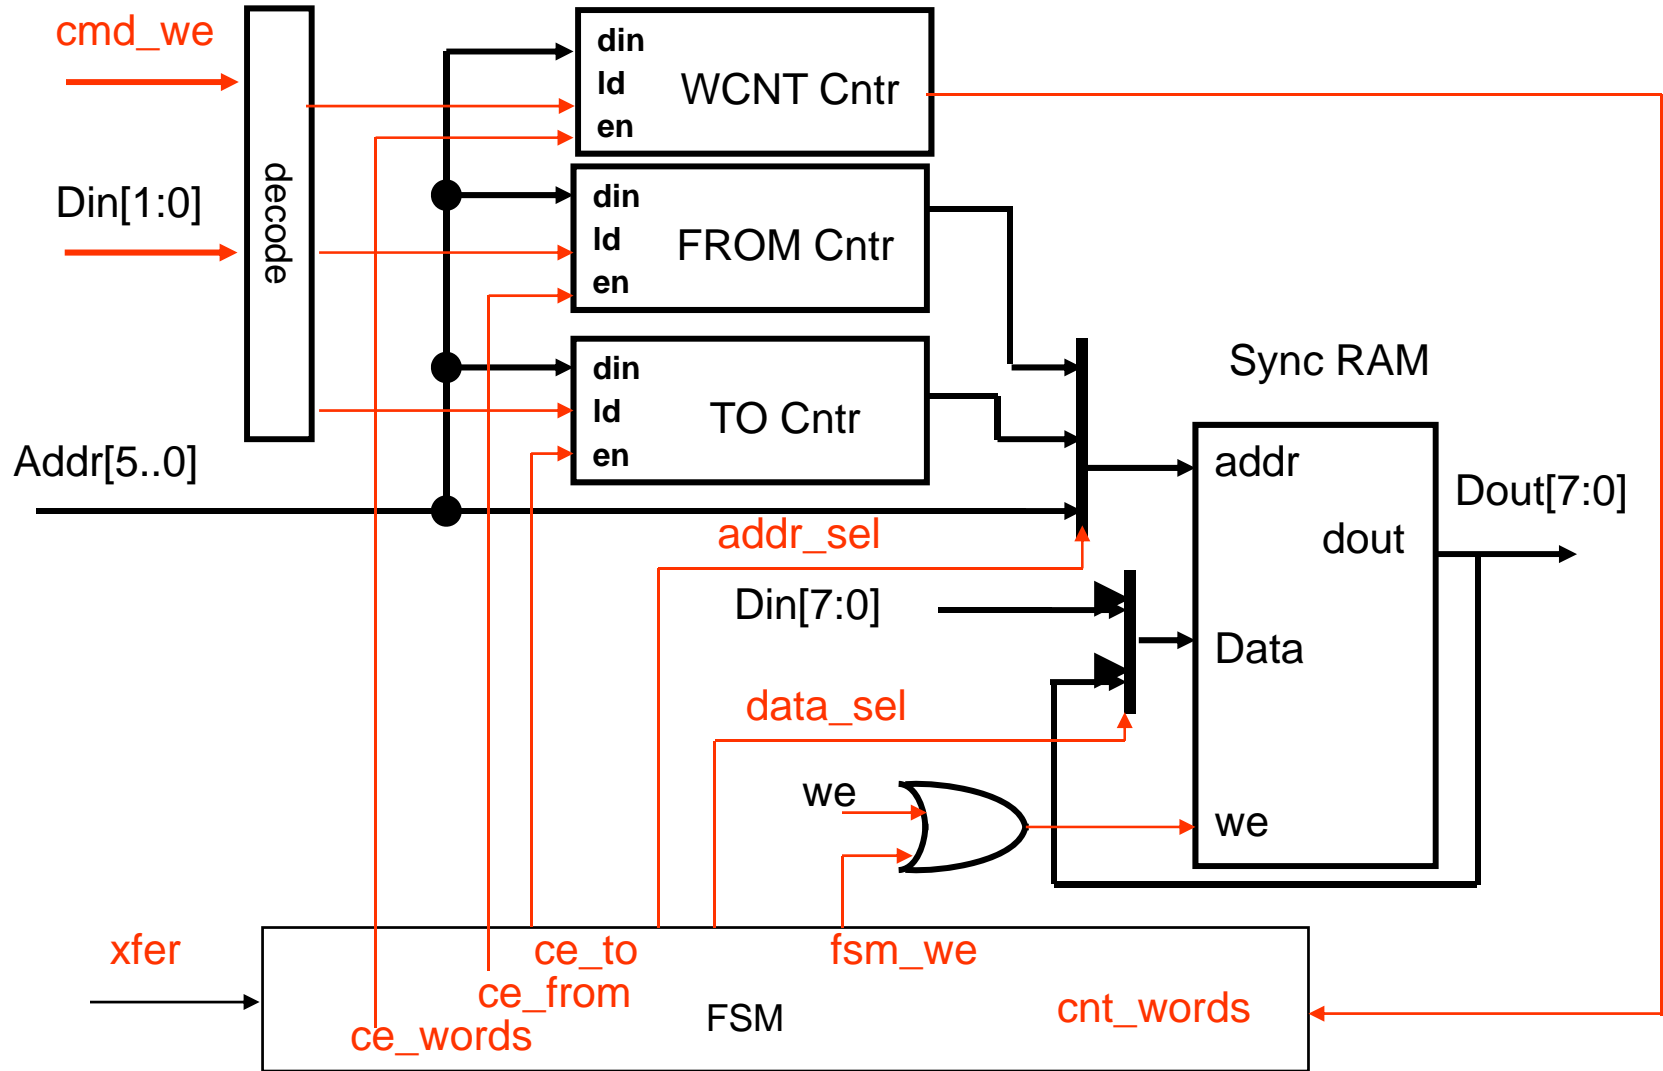 cmd_we
Din[1:0]
decode
din
ld
en
WCNT Cntr
din
ld
en
FROM Cntr
din
ld
en
TO Cntr
Addr[5..0]
addr_sel
Din[7:0]
data_sel
we
Sync RAM
addr
dout
Data
we
Dout[7:0]
xfer
ce_to
ce_from
ce_words
fsm_we
FSM
cnt_words